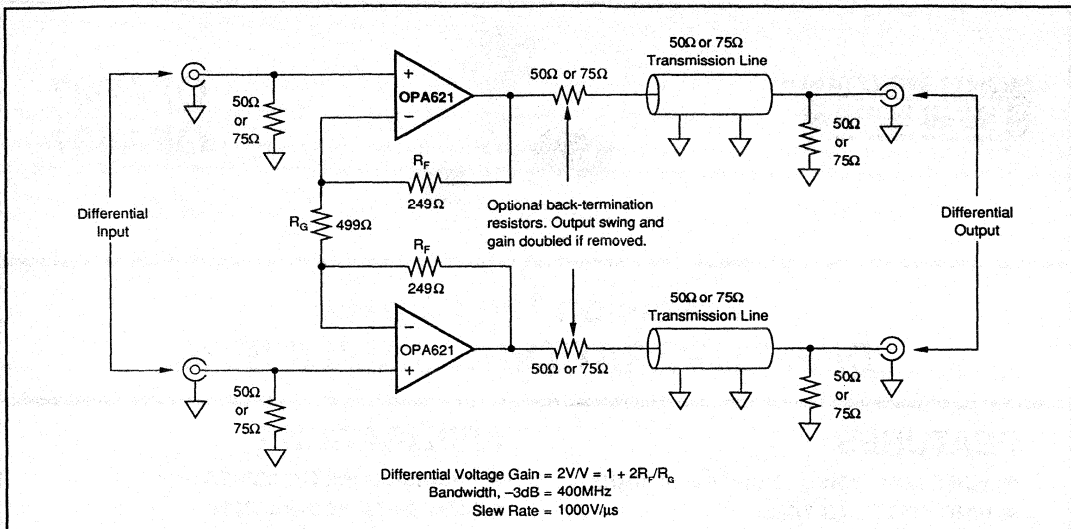 50Ω or 75Ω
Transmission Line
50Ω or 75Ω
+
OPA621
−
50Ω
or
75Ω
50Ω
or
75Ω
R_F
249Ω
Differential
Input
R_G 499Ω
Optional back-termination
resistors. Output swing and
gain doubled if removed.
Differential
Output
R_F
249Ω
50Ω or 75Ω
Transmission Line
−
OPA621
+
50Ω or 75Ω
50Ω
or
75Ω
50Ω
or
75Ω
Differential Voltage Gain = 2V/V = 1 + 2R_F/R_G
Bandwidth, –3dB = 400MHz
Slew Rate = 1000V/µs